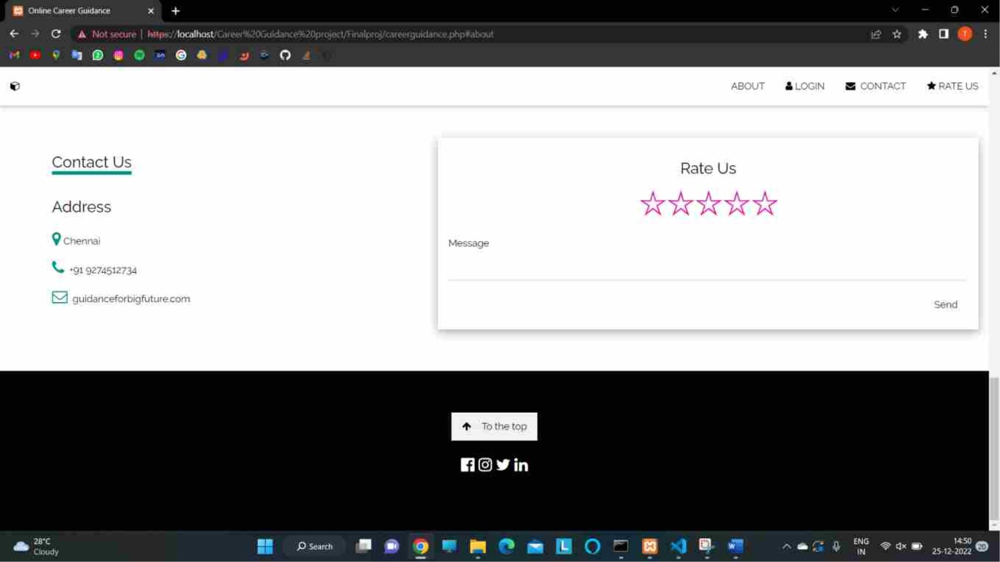 Online Career Guidance
Not secure | https://localhost/Career%20Guidance%20project/Finalproj/careerguidance.php#about
ABOUT LOGIN CONTACT RATE US
Contact Us
Address
Chennai
+91 9274512734
guidanceforbigfuture.com
Rate Us
Message
Send
To the top
28°C
Cloudy
Search
ENG
IN
14:50
25-12-2022